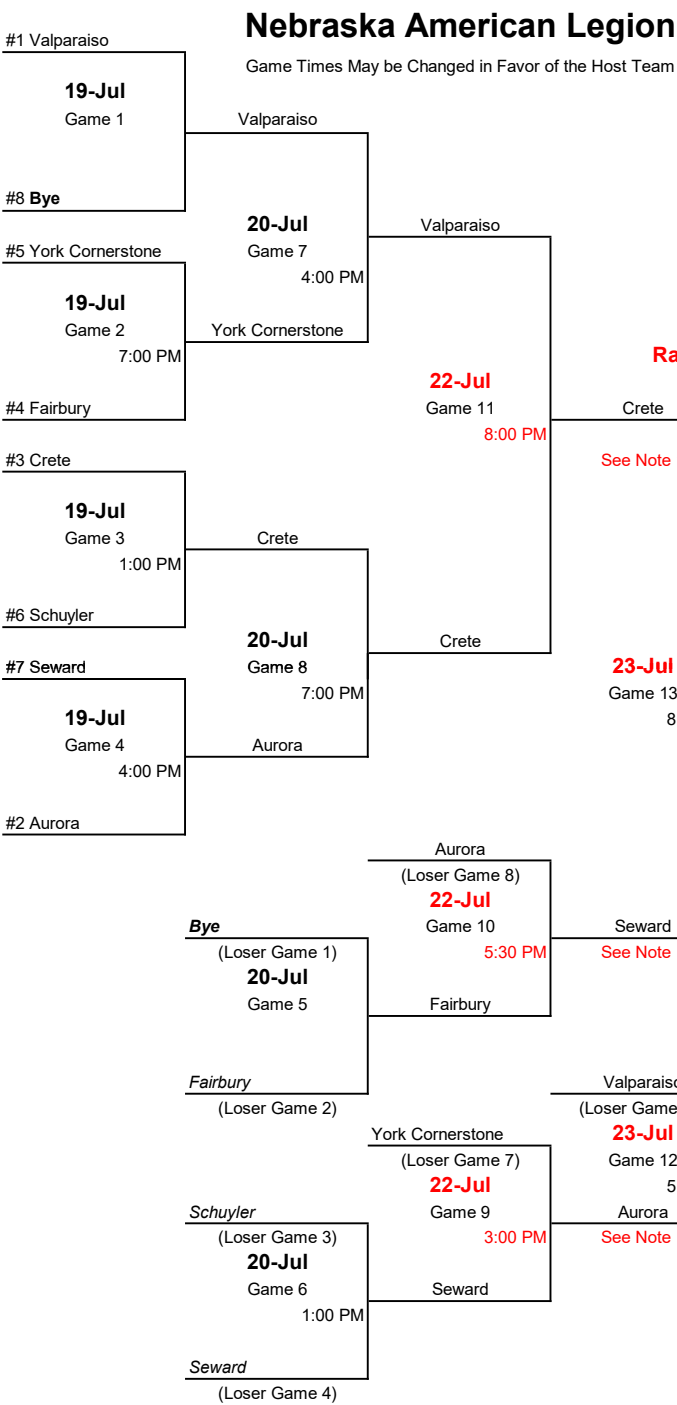 Nebraska American Legion
Game Times May be Changed in Favor of the Host Team
#1 Valparaiso
19-Jul
Game 1
Valparaiso
#8 Bye
20-Jul
Game 7
4:00 PM
Valparaiso
#5 York Cornerstone
19-Jul
Game 2
7:00 PM
York Cornerstone
#4 Fairbury
22-Jul
Game 11
8:00 PM
Crete
See Note
#3 Crete
19-Jul
Game 3
1:00 PM
Crete
#6 Schuyler
20-Jul
Game 8
7:00 PM
Crete
#7 Seward
19-Jul
Game 4
4:00 PM
Aurora
#2 Aurora
23-Jul
Game 13
8
Aurora
(Loser Game 8)
22-Jul
Game 10
5:30 PM
Seward
See Note
Bye
(Loser Game 1)
20-Jul
Game 5
Fairbury
Fairbury
(Loser Game 2)
Valparaiso
(Loser Game
23-Jul
Game 12
5
York Cornerstone
(Loser Game 7)
22-Jul
Game 9
3:00 PM
Aurora
See Note
Schuyler
(Loser Game 3)
20-Jul
Game 6
1:00 PM
Seward
Seward
(Loser Game 4)